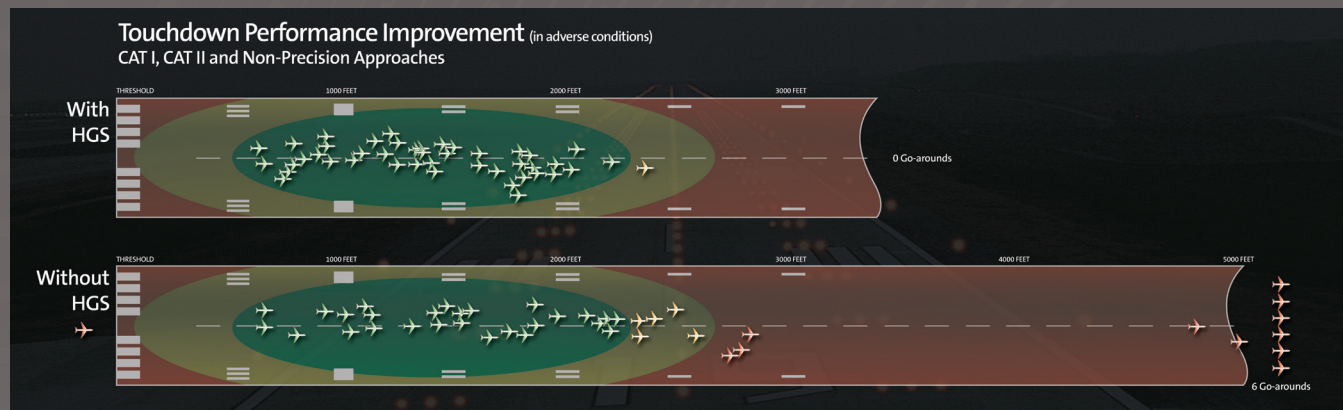 Touchdown Performance Improvement (in adverse conditions)
CAT I, CAT II and Non-Precision Approaches
THRESHOLD 1000 FEET 2000 FEET 3000 FEET
With
HGS
0 Go-arounds
THRESHOLD 1000 FEET 2000 FEET 3000 FEET 4000 FEET 5000 FEET
Without
HGS
6 Go-arounds